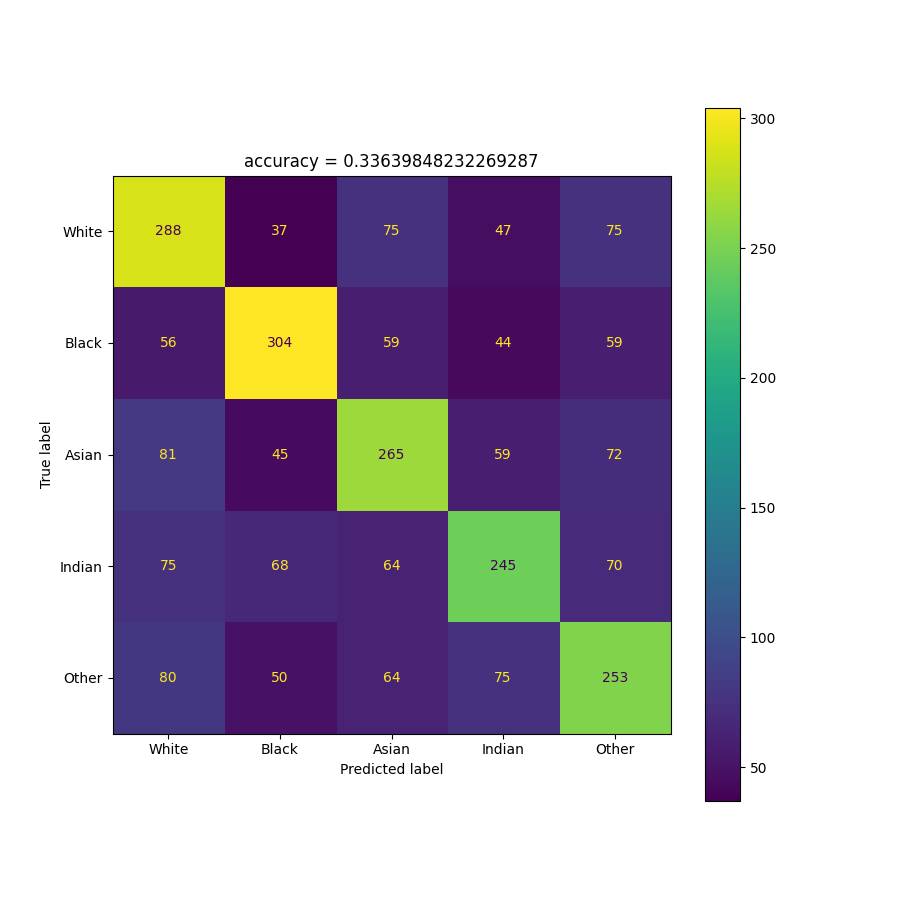 accuracy = 0.33639848232269287
White 288 37 75 47 75
Black 56 304 59 44 59
Asian 81 45 265 59 72
Indian 75 68 64 245 70
Other 80 50 64 75 253
White Black Asian Indian Other
Predicted label
True label
300
250
200
150
100
50